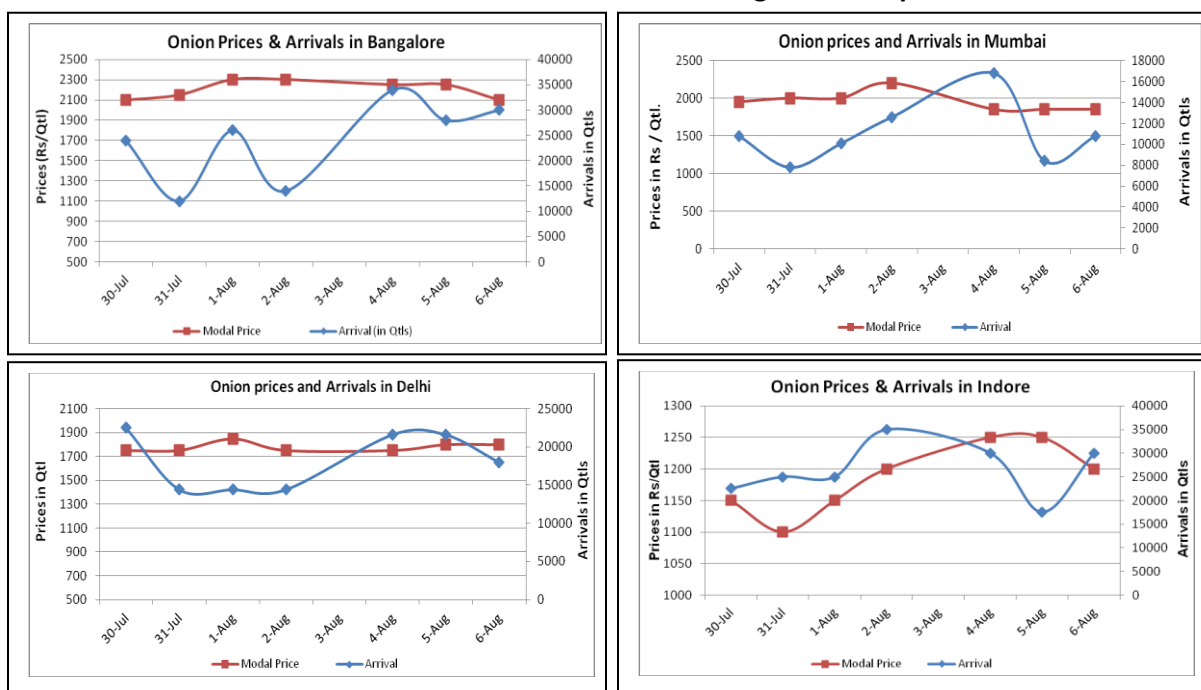 Onion Prices & Arrivals in Bangalore
2500
2300
2100
1900
1700
1500
1300
1100
900
700
500
Prices (Rs/Qtl)
40000
35000
30000
25000
20000
15000
10000
5000
0
Arrivals in Qtls
30-Jul
31-Jul
1-Aug
2-Aug
3-Aug
4-Aug
5-Aug
6-Aug
Modal Price
Arrival (in Qtls)
Onion prices and Arrivals in Mumbai
2500
2000
1500
1000
500
0
Prices in Rs / Qtl.
18000
16000
14000
12000
10000
8000
6000
4000
2000
0
Arrivals in Qtls
30-Jul
31-Jul
1-Aug
2-Aug
3-Aug
4-Aug
5-Aug
6-Aug
Modal Price
Arrival
Onion prices and Arrivals in Delhi
2100
1900
1700
1500
1300
1100
900
700
500
Prices in Qtl
25000
20000
15000
10000
5000
0
Arrivals in Qtls
30-Jul
31-Jul
1-Aug
2-Aug
3-Aug
4-Aug
5-Aug
6-Aug
Modal Price
Arrival
Onion Prices & Arrivals in Indore
1300
1250
1200
1150
1100
1050
1000
Prices in Rs/Qtl
40000
35000
30000
25000
20000
15000
10000
5000
0
Arrivals in Qtls
30-Jul
31-Jul
1-Aug
2-Aug
3-Aug
4-Aug
5-Aug
6-Aug
Modal Price
Arrival